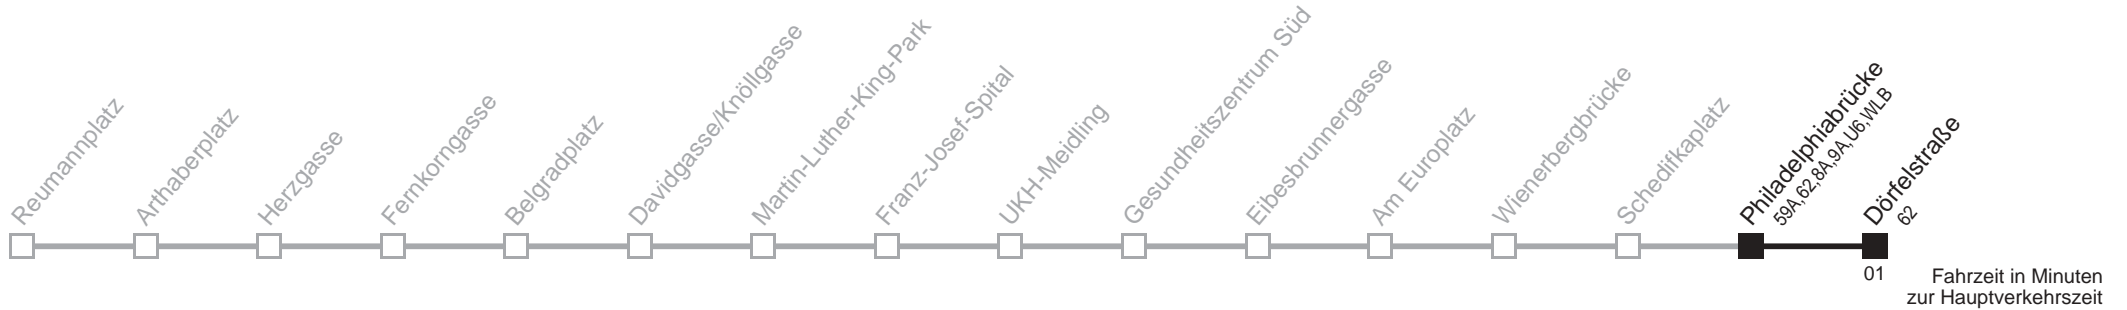 Reumannplatz
Arthaberplatz
Herzgasse
Fernkorngasse
Belgradplatz
Davidgasse/Knöllgasse
Martin-Luther-King-Park
Franz-Josef-Spital
UKH-Meidling
Gesundheitszentrum Süd
Eibesbrunnergasse
Am Europlatz
Wienerbergbrücke
Schedifkaplatz
Philadelphiabrücke
59A,62,8A,9A,U6,WLB
Dörfelstraße
62
01
Fahrzeit in Minuten
zur Hauptverkehrszeit